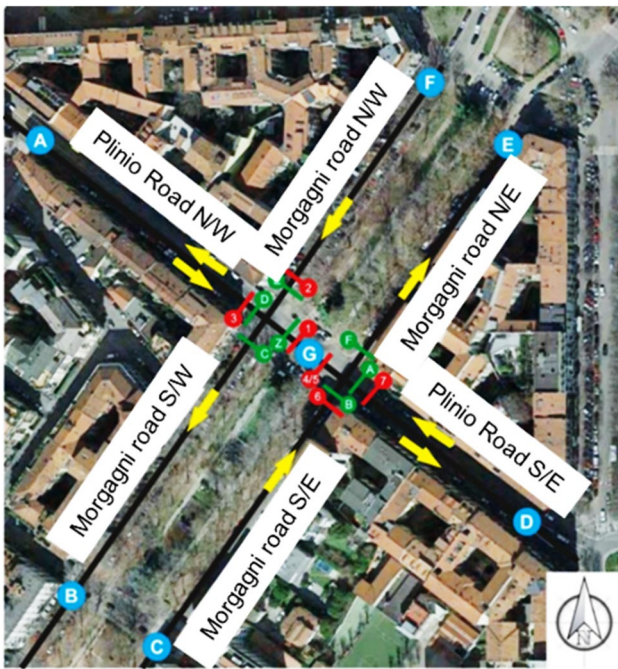 F
A
E
Plinio Road N/W
Morgagni road N/W
Morgagni road N/E
2
D
3
1
Z
C
G
F
A
4/5
7
6
B
Morgagni road S/W
Plinio Road S/E
Morgagni road S/E
D
B
C
N